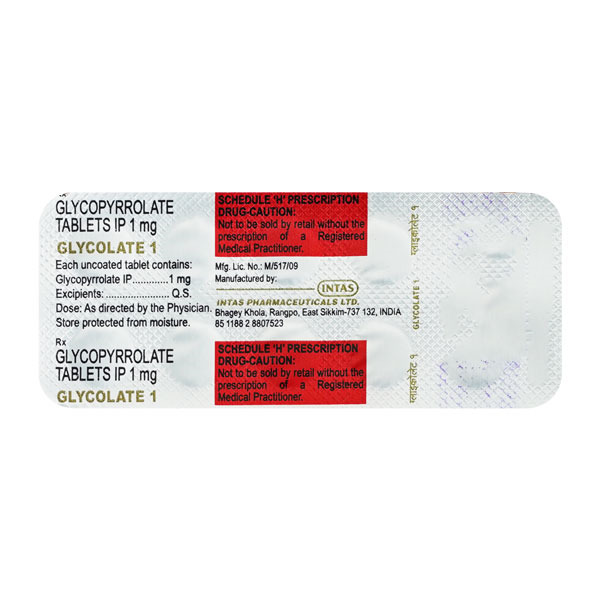 GLYCOPYRROLATE
TABLETS IP 1 mg
GLYCOLATE 1
Each uncoated tablet contains:
Glycopyrrolate IP............1 mg
Excipients: ...................... Q.S.
Dose: As directed by the Physician.
Store protected from moisture.
Rx
GLYCOPYRROLATE
TABLETS IP 1 mg
GLYCOLATE 1
SCHEDULE 'H' PRESCRIPTION
DRUG-CAUTION:
Not to be sold by retail without the
prescription of a Registered
Medical Practitioner.
Mfg. Lic. No.: M/517/09
Manufactured by:
INTAS
INTAS PHARMACEUTICALS LTD.
Bhagey Khola, Rangpo, East Sikkim-737 132, INDIA
85 1188 2 8807523
SCHEDULE 'H' PRESCRIPTION
DRUG-CAUTION:
Not to be sold by retail without the
prescription of a Registered
Medical Practitioner.
ग्लाइकोलेट १
GLYCOLATE 1
ग्लाइकोलेट १